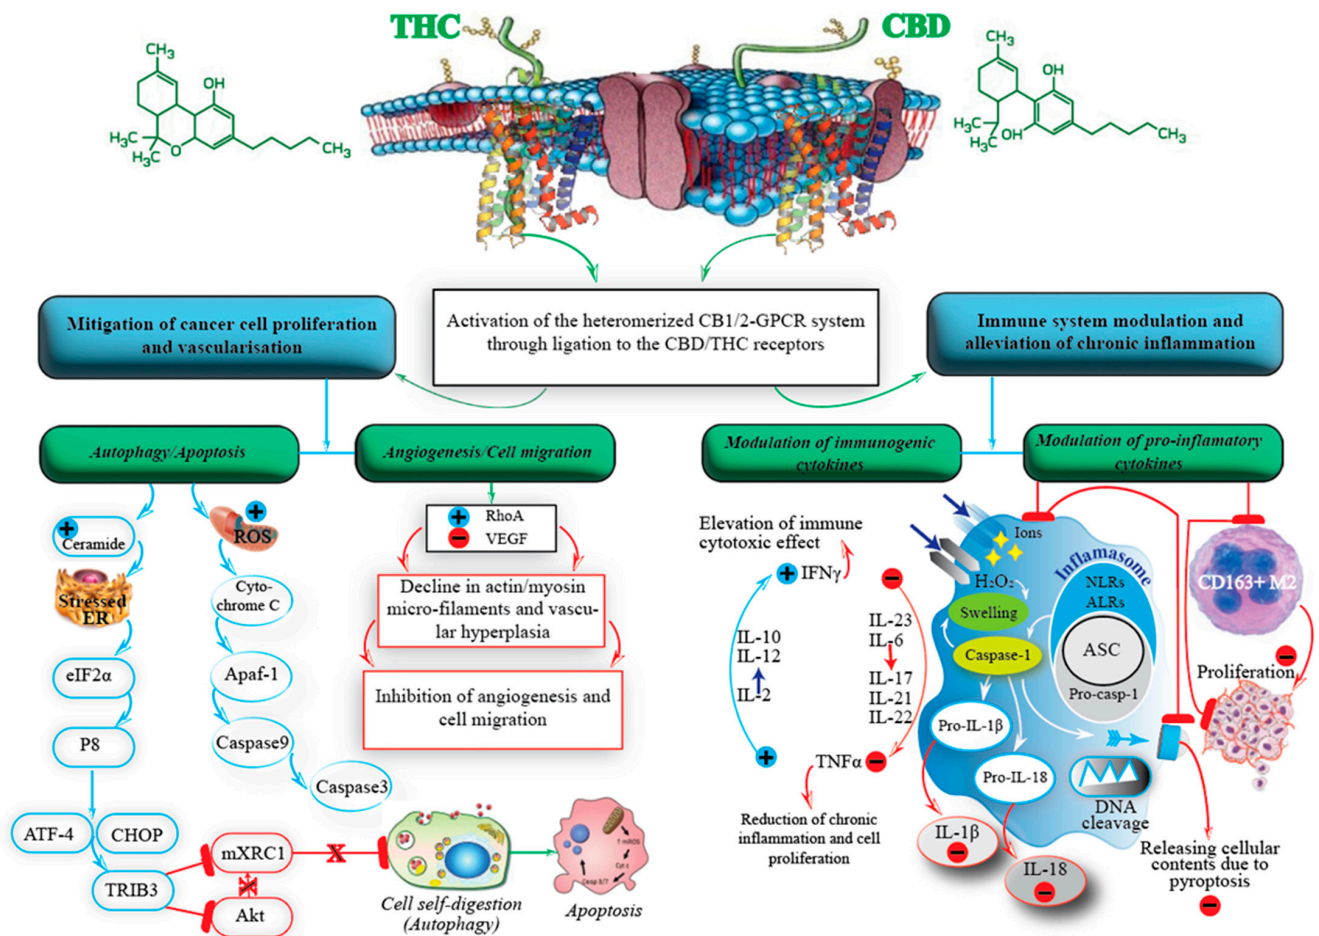 THC
CBD
CH₃
OH
H₃C
H₃C
O
CH₃
CH₃
OH
H₃C
H₃C
OH
CH₃
Activation of the heteromerized CB1/2-GPCR system
through ligation to the CBD/THC receptors
Mitigation of cancer cell proliferation
and vascularisation
Immune system modulation and
alleviation of chronic inflammation
Autophagy/Apoptosis
Angiogenesis/Cell migration
Modulation of immunogenic
cytokines
Modulation of pro-inflamatory
cytokines
+
Ceramide
Stressed
ER
eIF2α
P8
ATF-4
CHOP
TRIB3
+
ROS
Cyto-
chrome C
Apaf-1
Caspase9
Caspase3
mXRC1
X
Akt
Cell self-digestion
(Autophagy)
↑ mROS
Cyt c
Casp 3/7
Apoptosis
+ RhoA
− VEGF
Decline in actin/myosin
micro-filaments and vascu-
lar hyperplasia
Inhibition of angiogenesis and
cell migration
Elevation of immune
cytotoxic effect
+ IFNγ
IL-10
IL-12
IL-2
+
−
IL-23
IL-6
IL-17
IL-21
IL-22
TNFα −
Reduction of chronic
inflammation and cell
proliferation
Ions
H₂O₂
Swelling
Caspase-1
Inflamasome
NLRs
ALRs
ASC
Pro-casp-1
Pro-IL-1β
Pro-IL-18
DNA
cleavage
IL-1β
−
IL-18
−
CD163+ M2
−
Proliferation
Releasing cellular
contents due to
pyroptosis
−